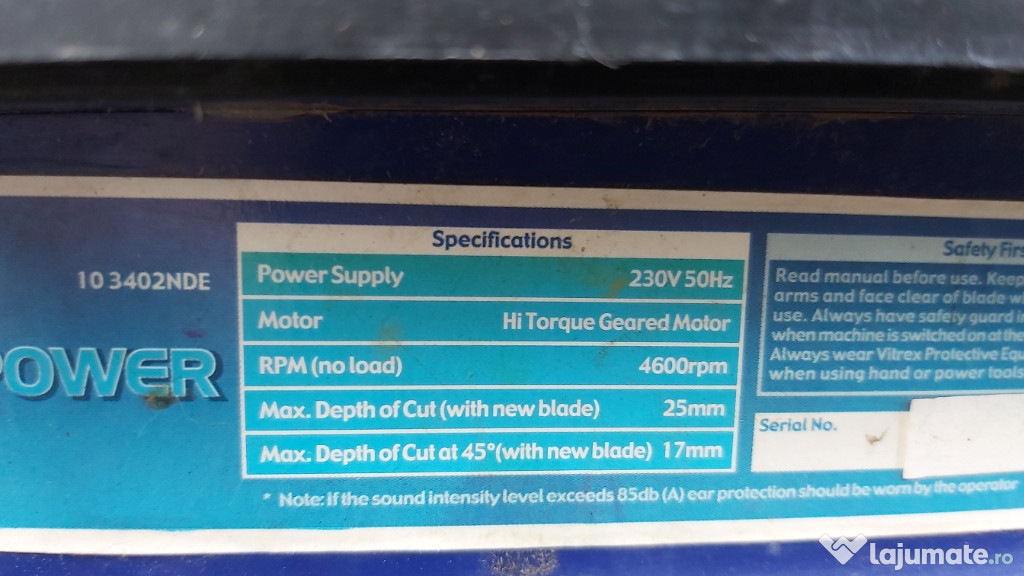 10 3402NDE
POWER
Specifications
Power Supply 230V 50Hz
Motor Hi Torque Geared Motor
RPM (no load) 4600rpm
Max. Depth of Cut (with new blade) 25mm
Max. Depth of Cut at 45°(with new blade) 17mm
* Note: If the sound intensity level exceeds 85db (A) ear protection should be worn by the operator
Safety Firs
Read manual before use. Keep
arms and face clear of blade wh
use. Always have safety guard in
when machine is switched on at the
Always wear Vitrex Protective Equ
when using hand or power tools
Serial No.
lajumate.ro